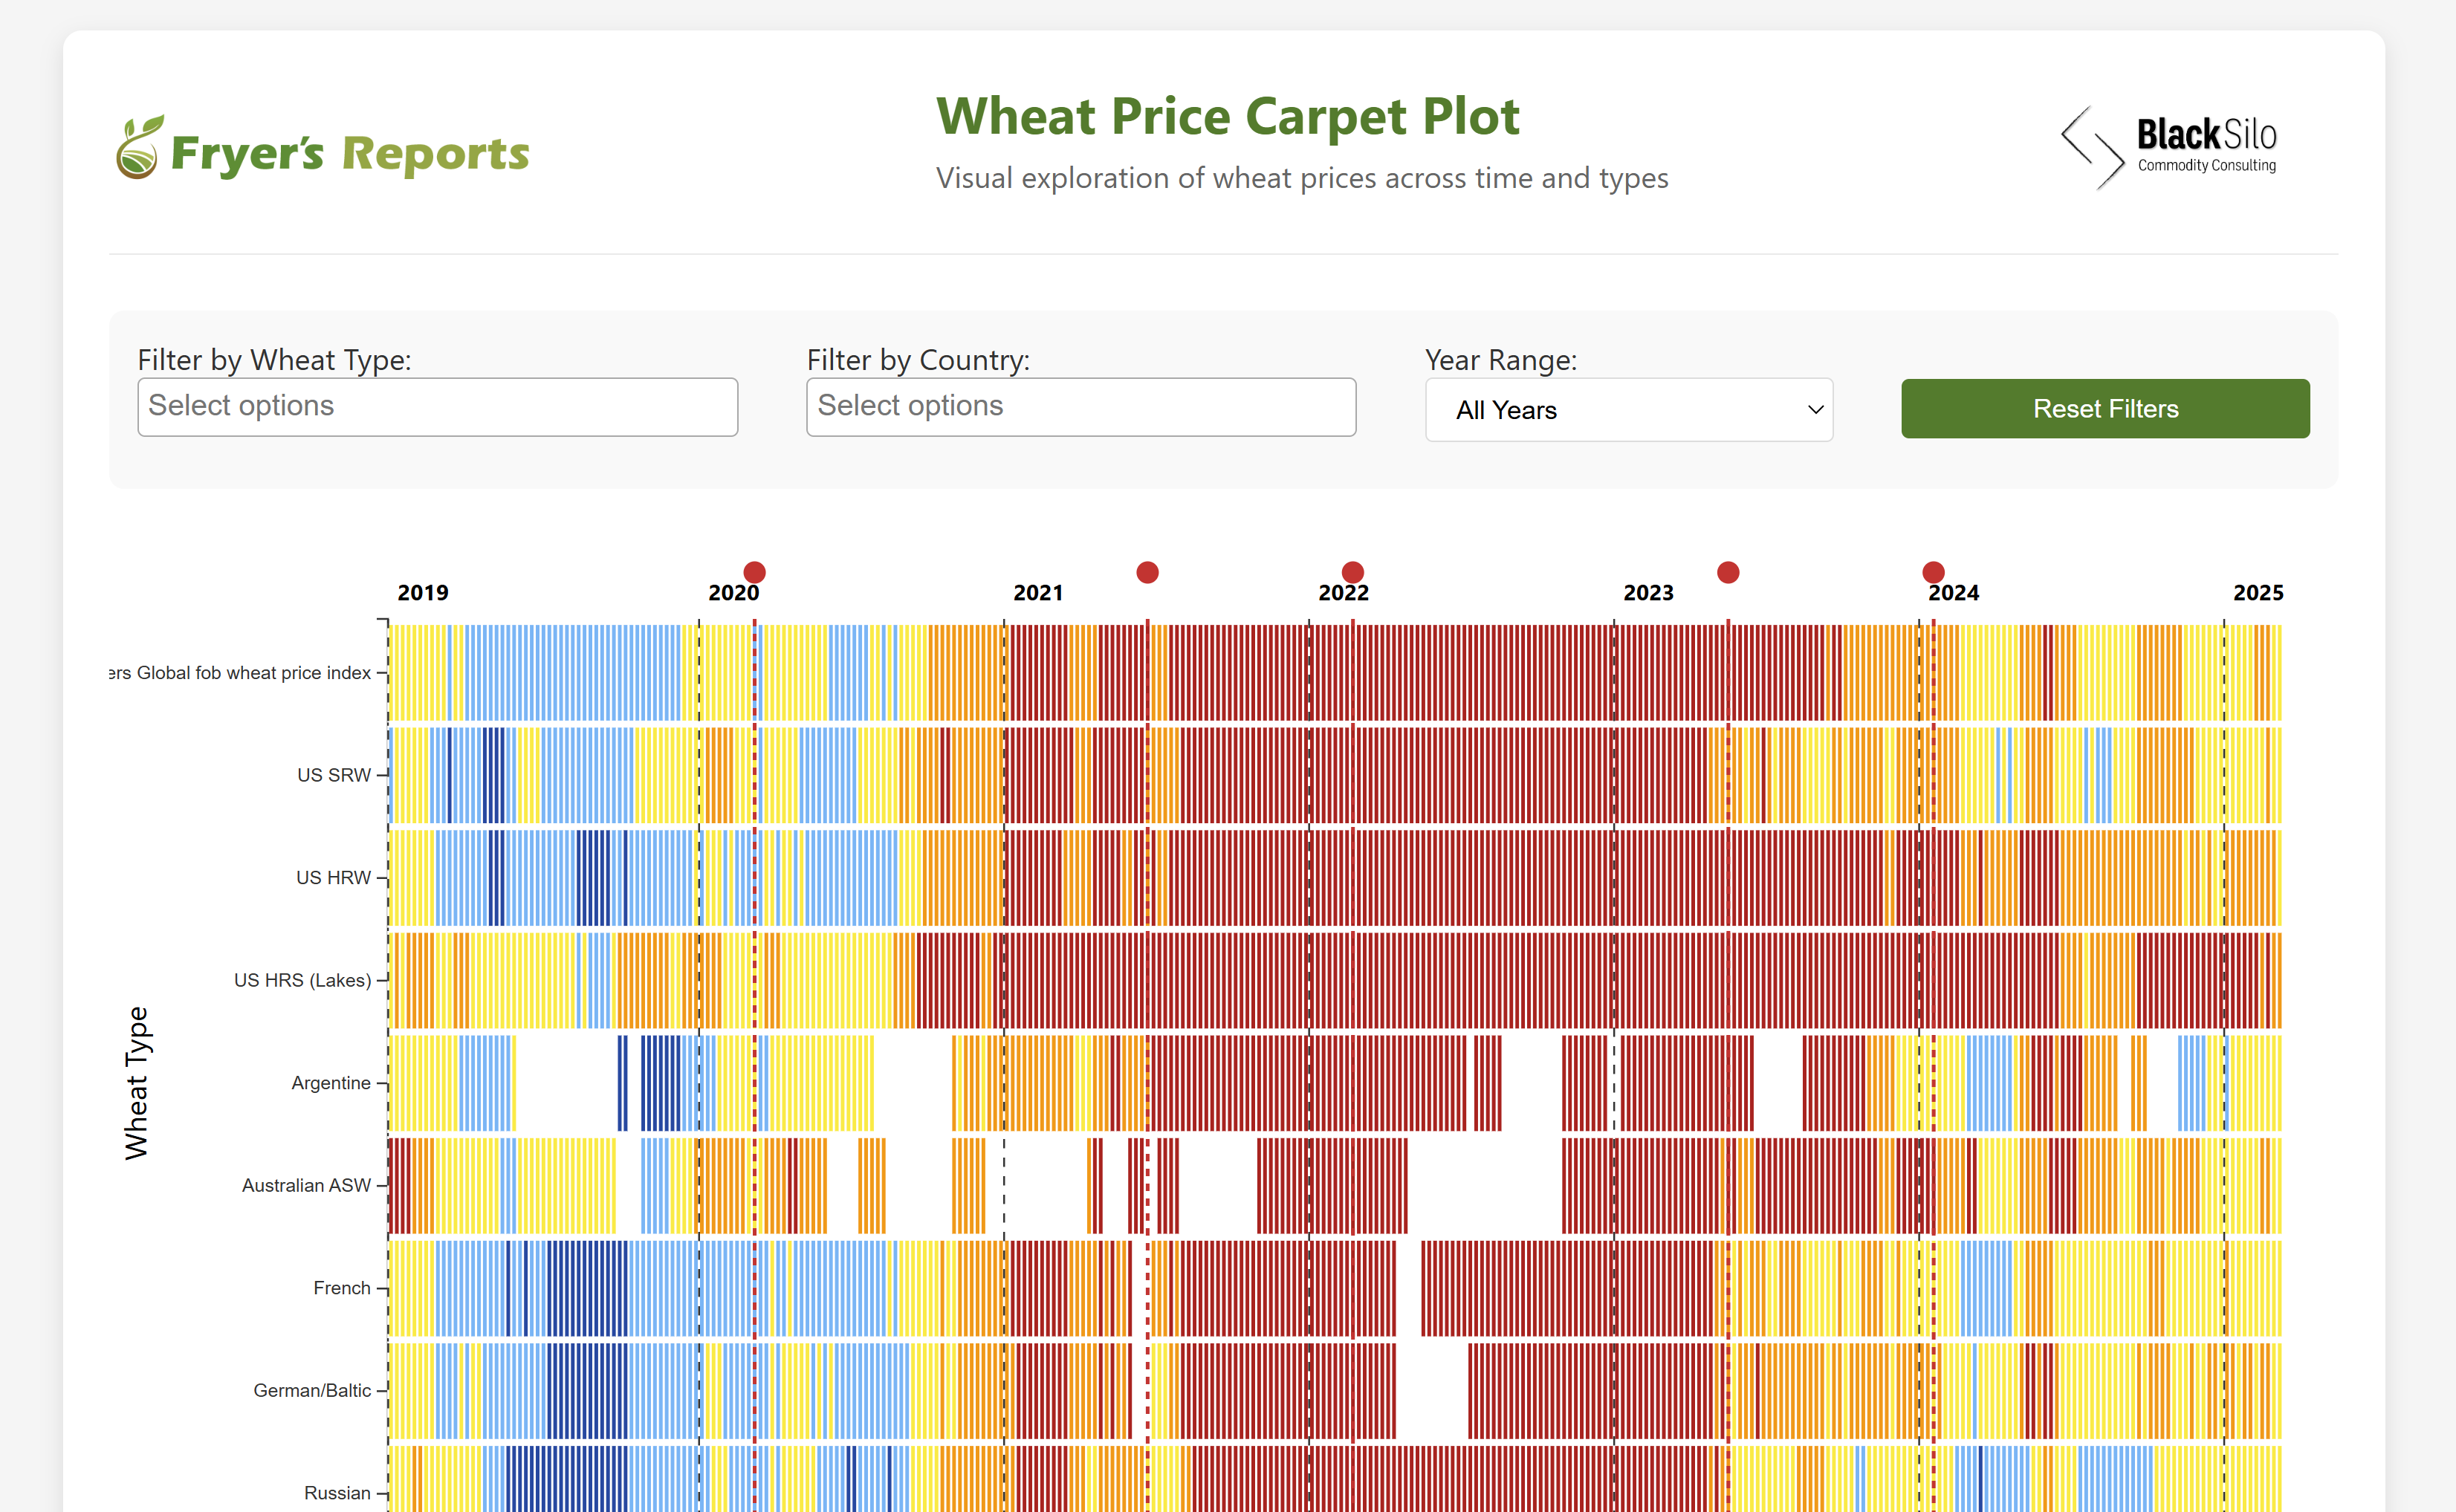 Fryer's Reports
Wheat Price Carpet Plot
Visual exploration of wheat prices across time and types
BlackSilo
Commodity Consulting
Filter by Wheat Type:
Select options
Filter by Country:
Select options
Year Range:
All Years
Reset Filters
2019 2020 2021 2022 2023 2024 2025
ers Global fob wheat price index
US SRW
US HRW
US HRS (Lakes)
Argentine
Australian ASW
French
German/Baltic
Russian
Wheat Type